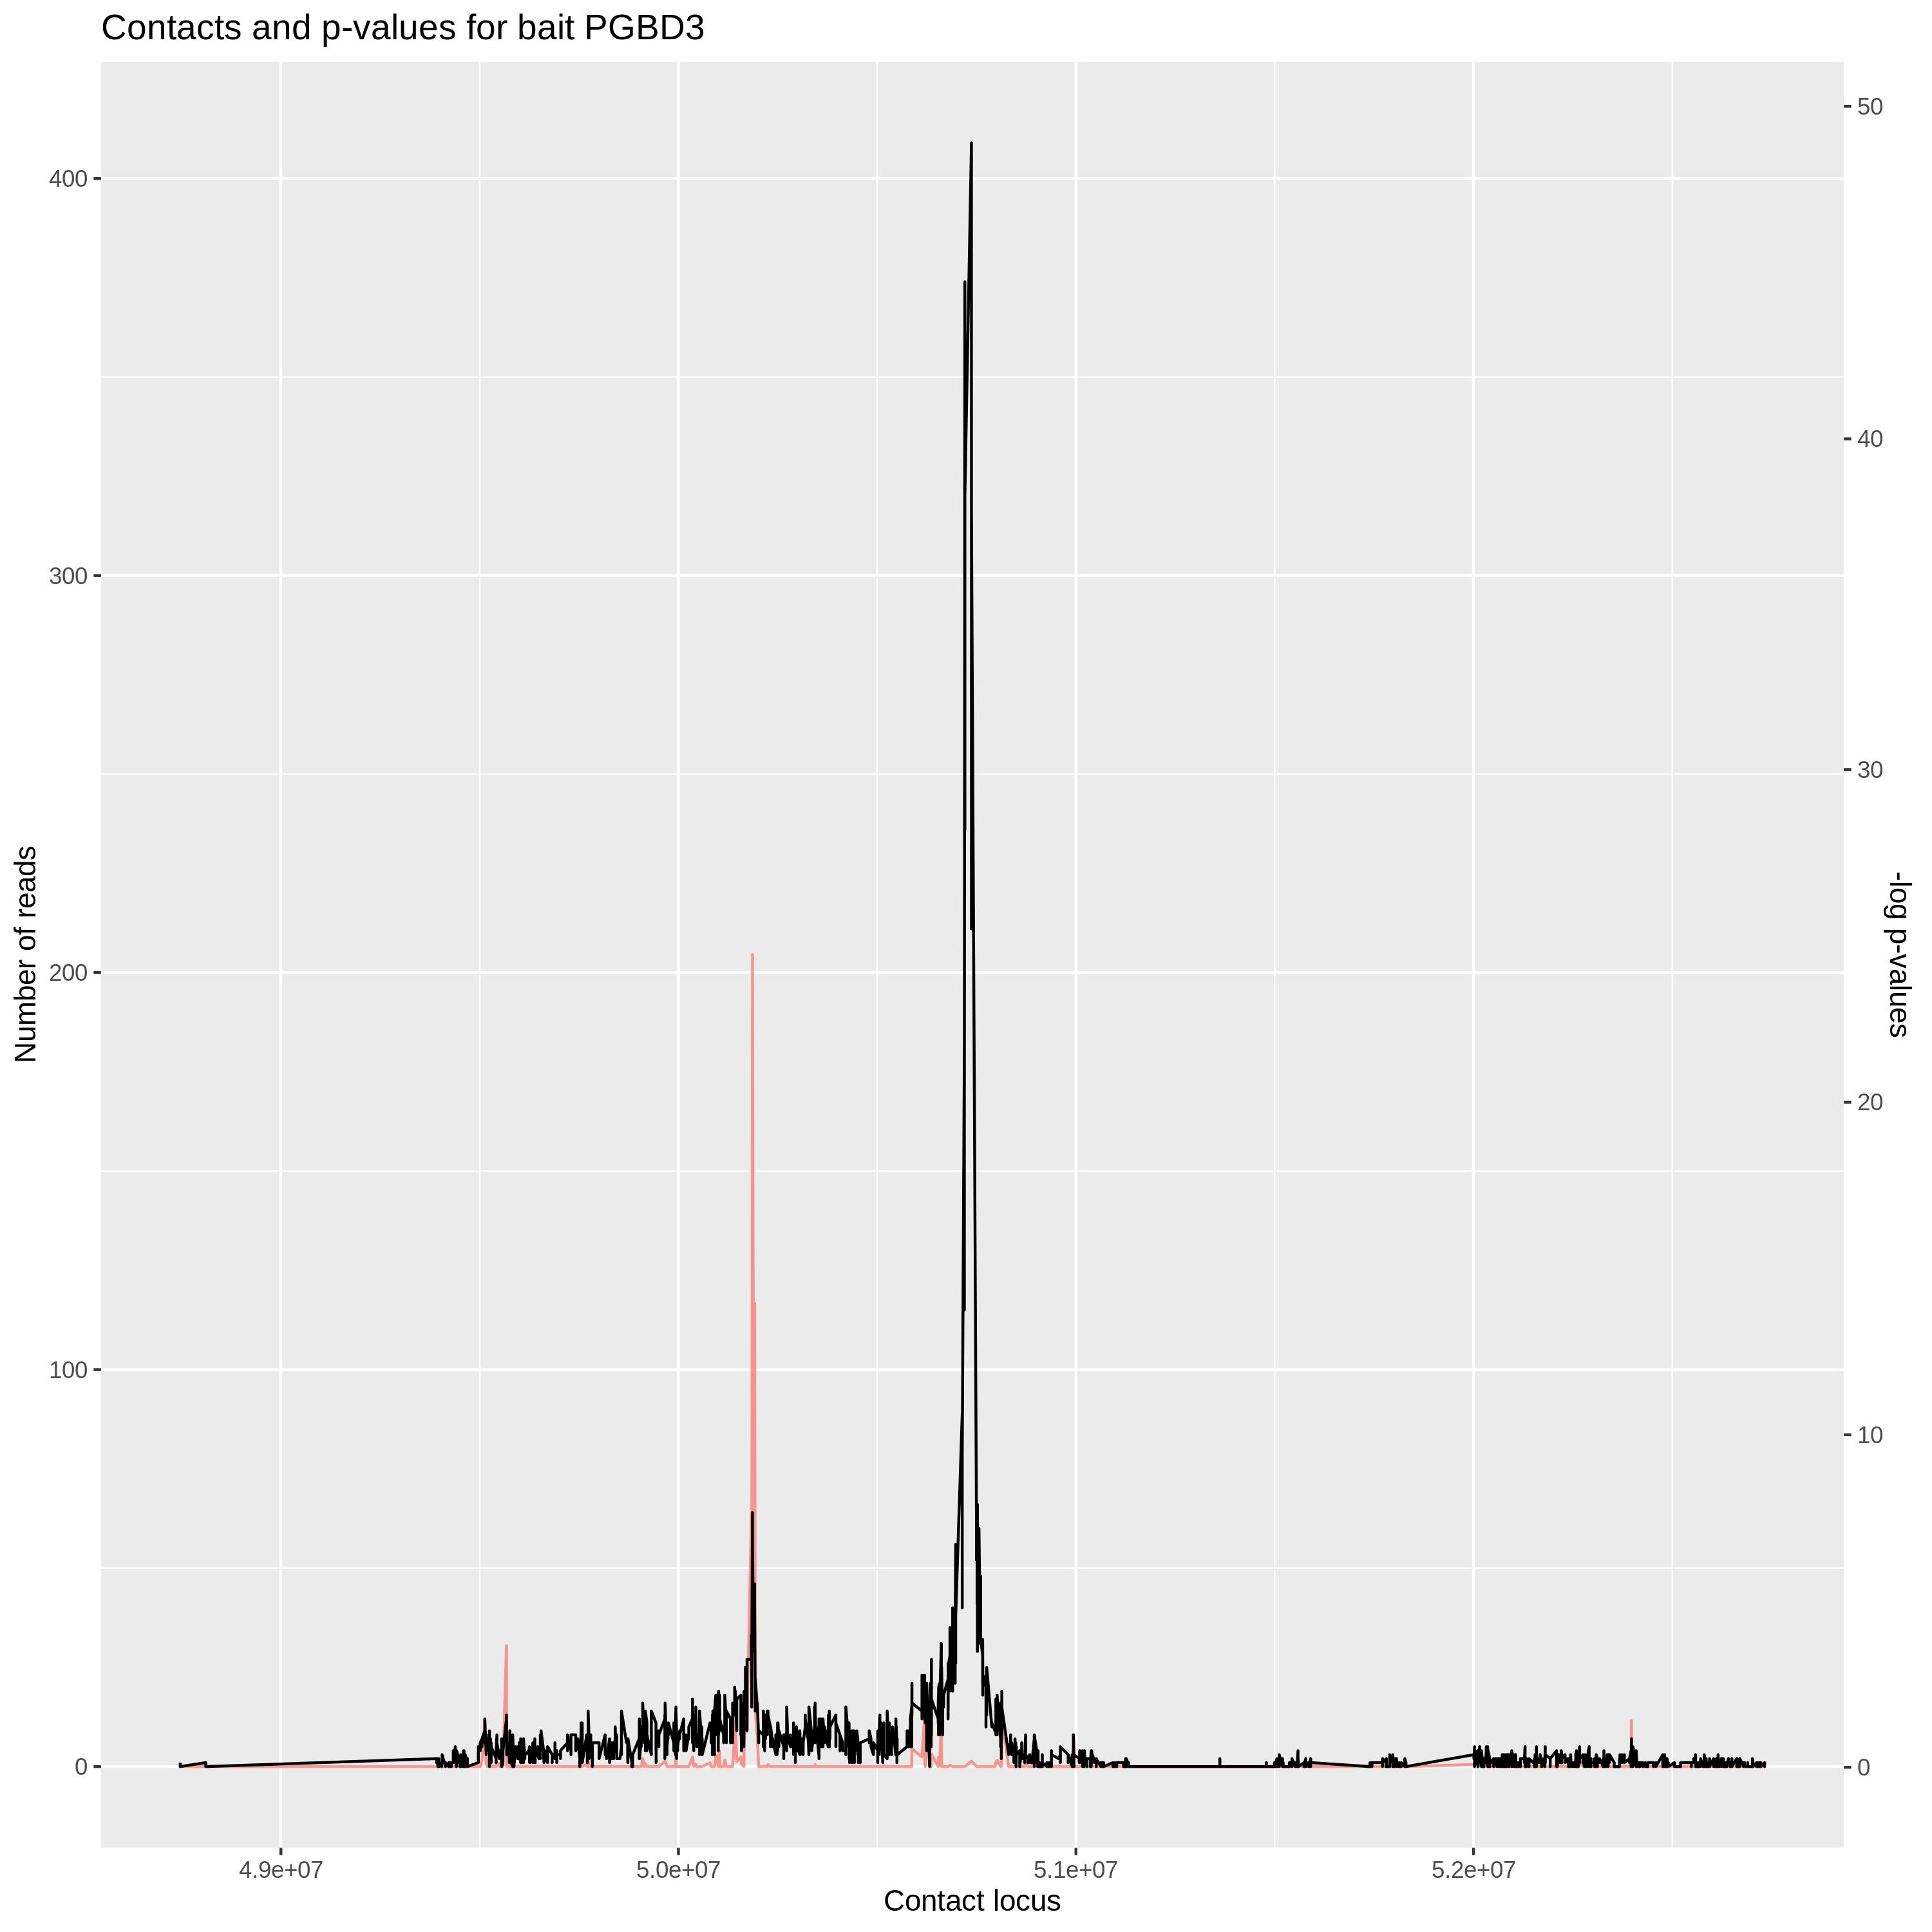 Contacts and p-values for bait PGBD3
50
400
40
300
30
Number of reads
-log p-values
200
20
10
100
0
0
4.9e+07
5.0e+07
5.1e+07
5.2e+07
Contact locus